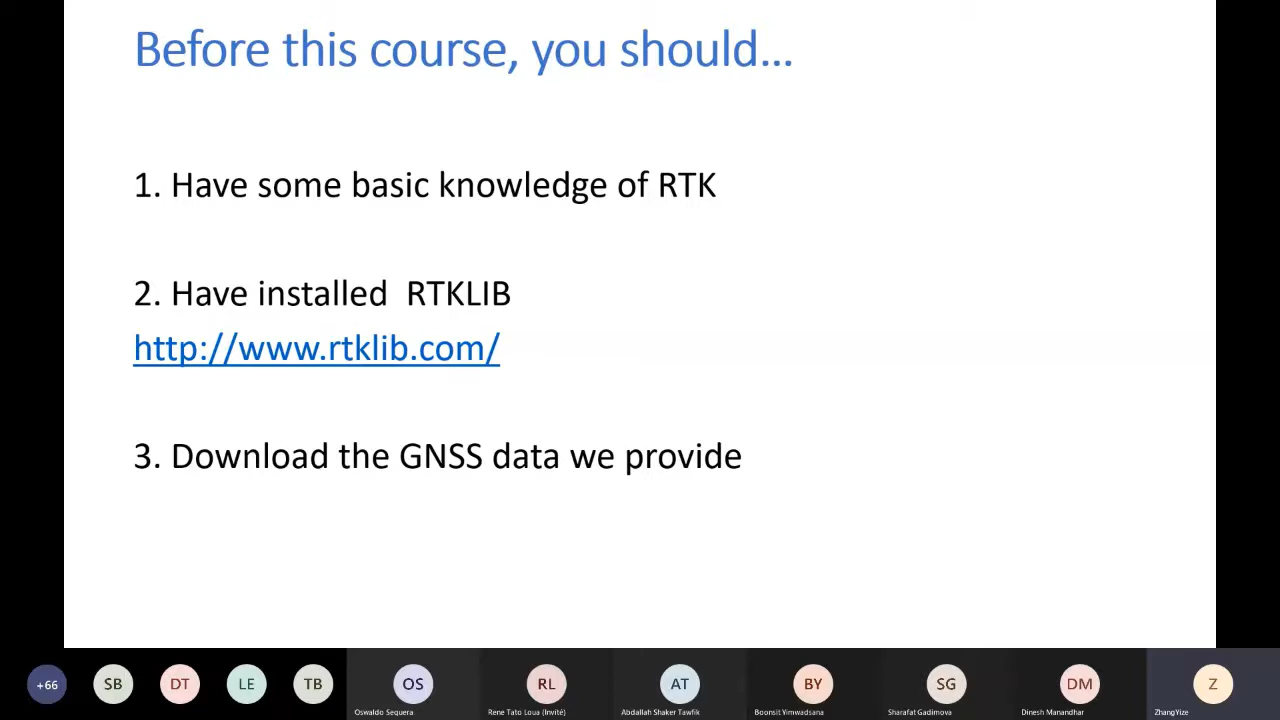 Before this course, you should...
1. Have some basic knowledge of RTK
2. Have installed RTKLIB
http://www.rtklib.com/
3. Download the GNSS data we provide
+66 SB DT LE TB OS RL AT BY SG DM Z
Oswaldo Sequera Rene Tato Loua (Invité) Abdallah Shaker Tawfik Boonsit Yimwadsana Sharafat Gadimova Dinesh Manandhar ZhangYize